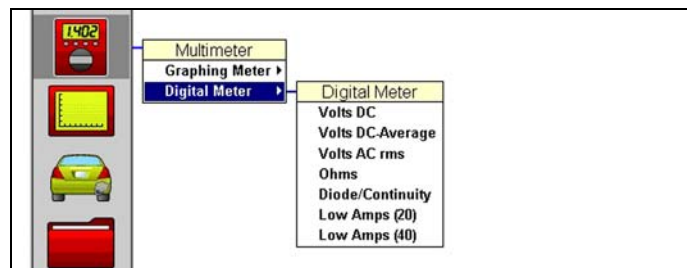 1.402
Multimeter
Graphing Meter
Digital Meter
Digital Meter
Volts DC
Volts DC-Average
Volts AC rms
Ohms
Diode/Continuity
Low Amps (20)
Low Amps (40)